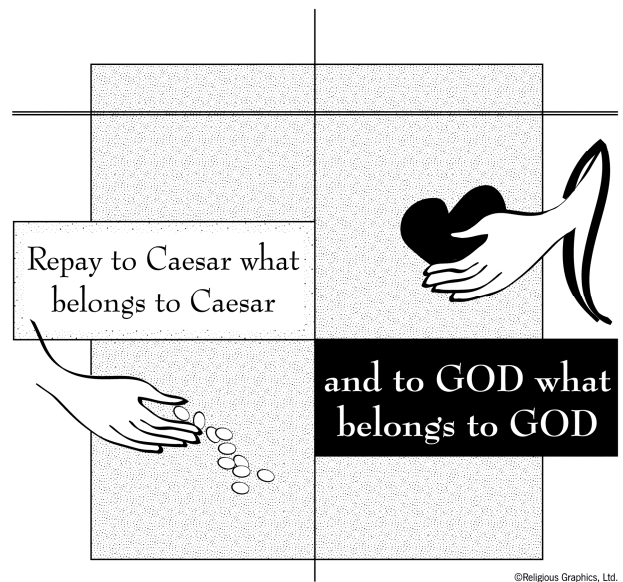 Repay to Caesar what
belongs to Caesar
and to GOD what
belongs to GOD
©Religious Graphics, Ltd.